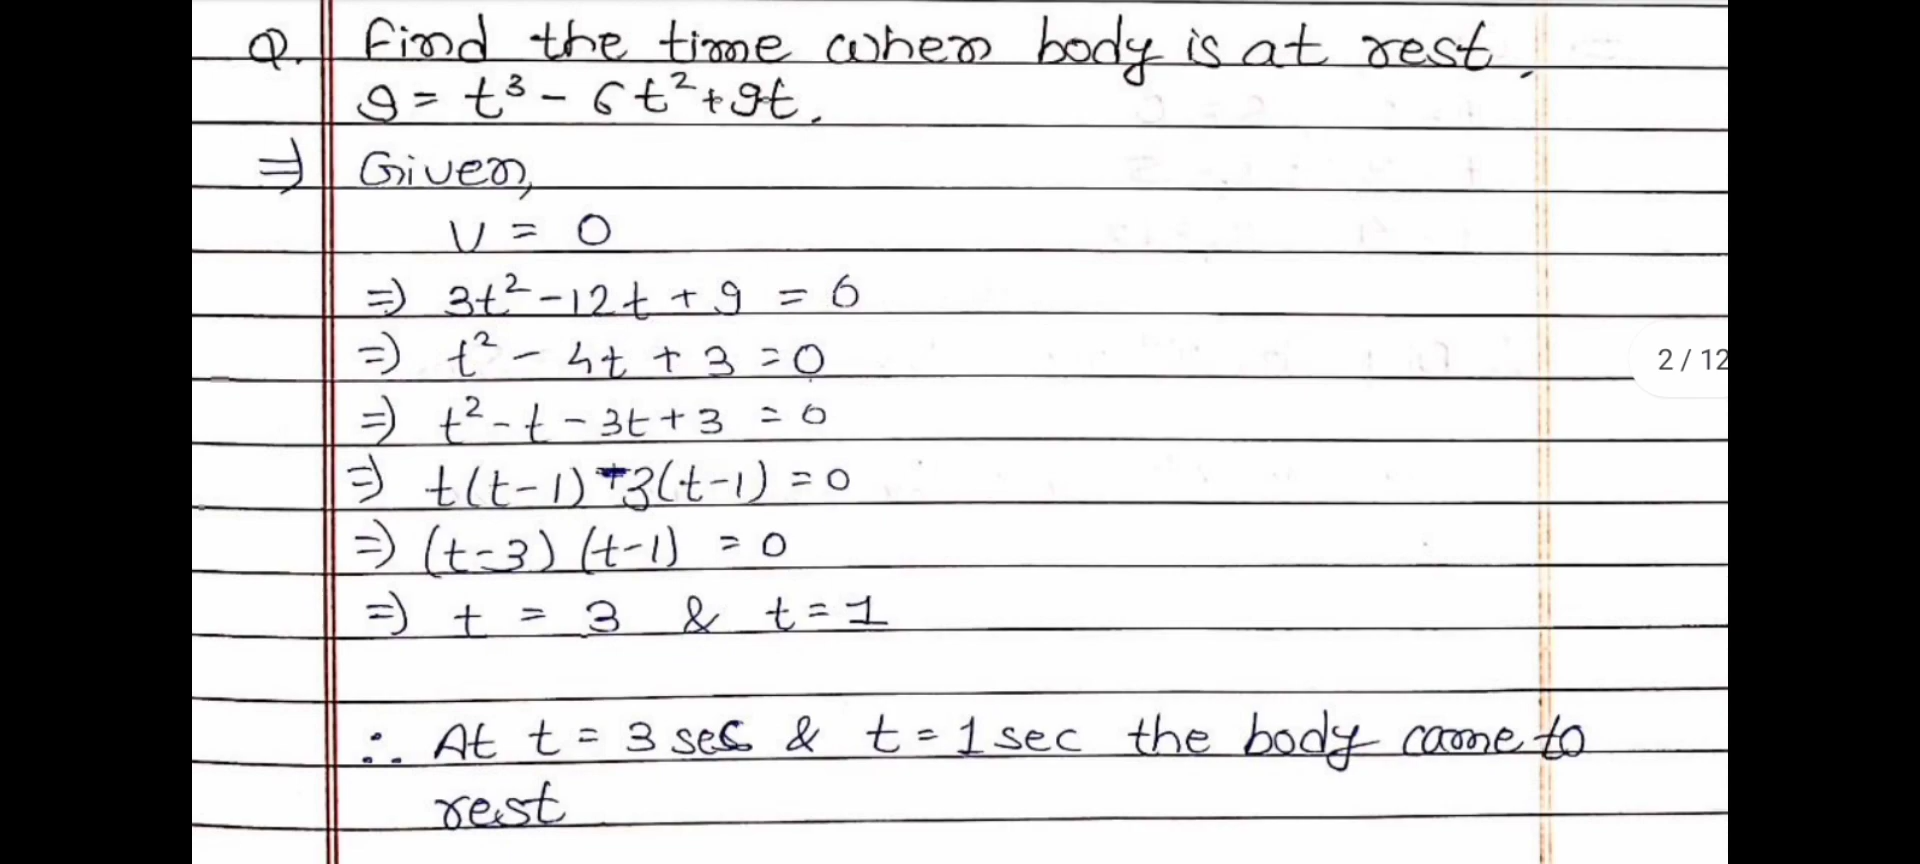 Q. Find the time when body is at rest.
s = t³ - 6t² + 9t.
⇒ Given,
v = 0
⇒ 3t² - 12t + 9 = 0
⇒ t² - 4t + 3 = 0
2 / 12
⇒ t² - t - 3t + 3 = 0
⇒ t(t-1) - 3(t-1) = 0
⇒ (t-3) (t-1) = 0
⇒ t = 3 & t = 1
∴ At t = 3 sec & t = 1 sec the body came to
rest